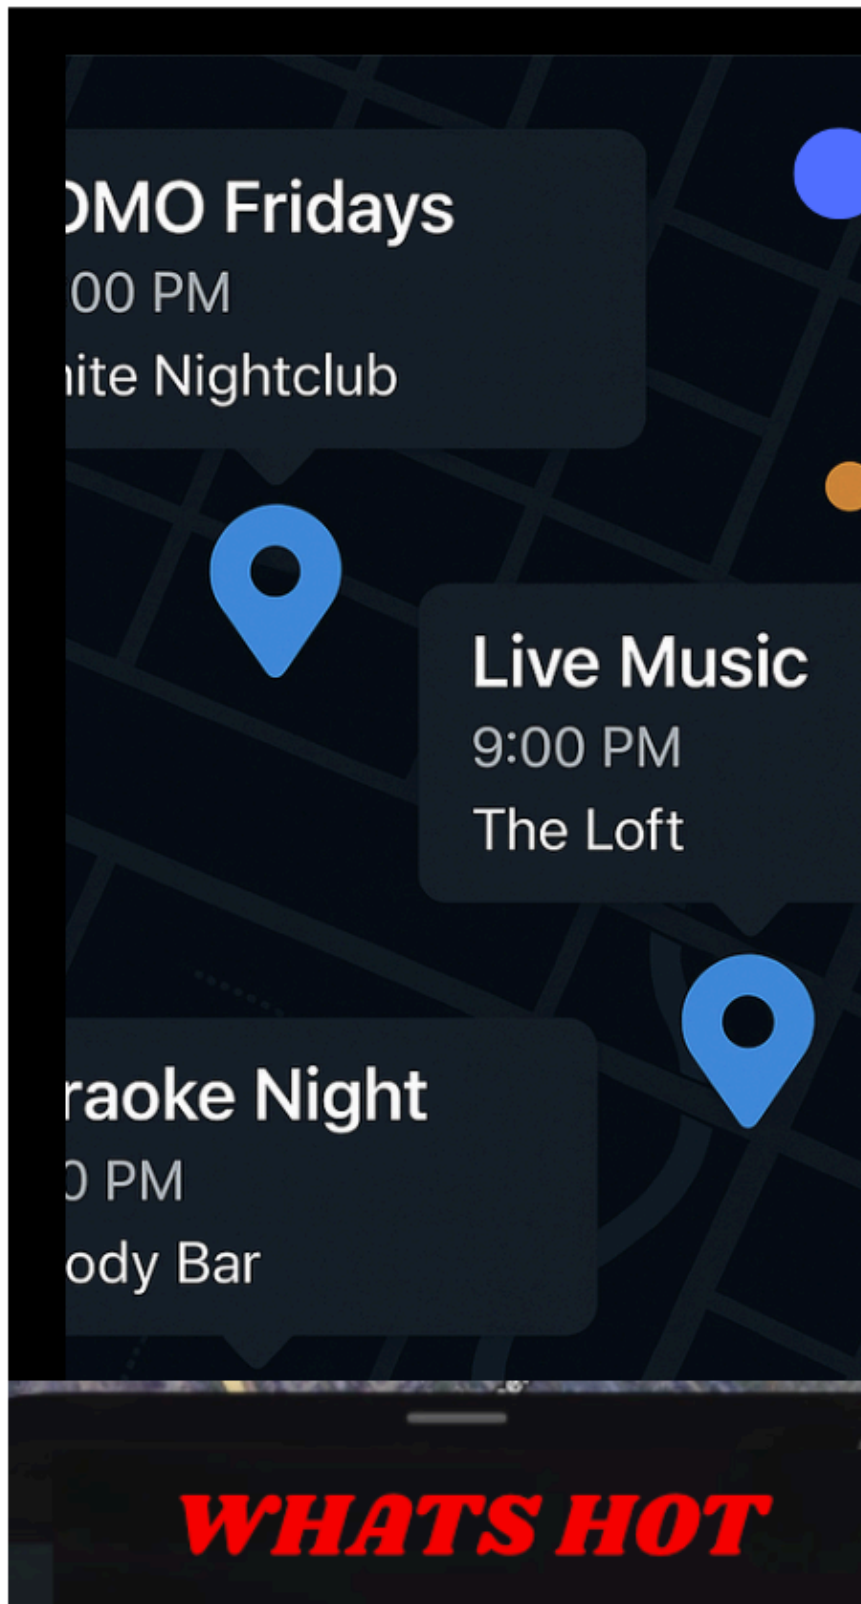 OMO Fridays
00 PM
nite Nightclub
Live Music
9:00 PM
The Loft
raoke Night
0 PM
ody Bar
WHATS HOT